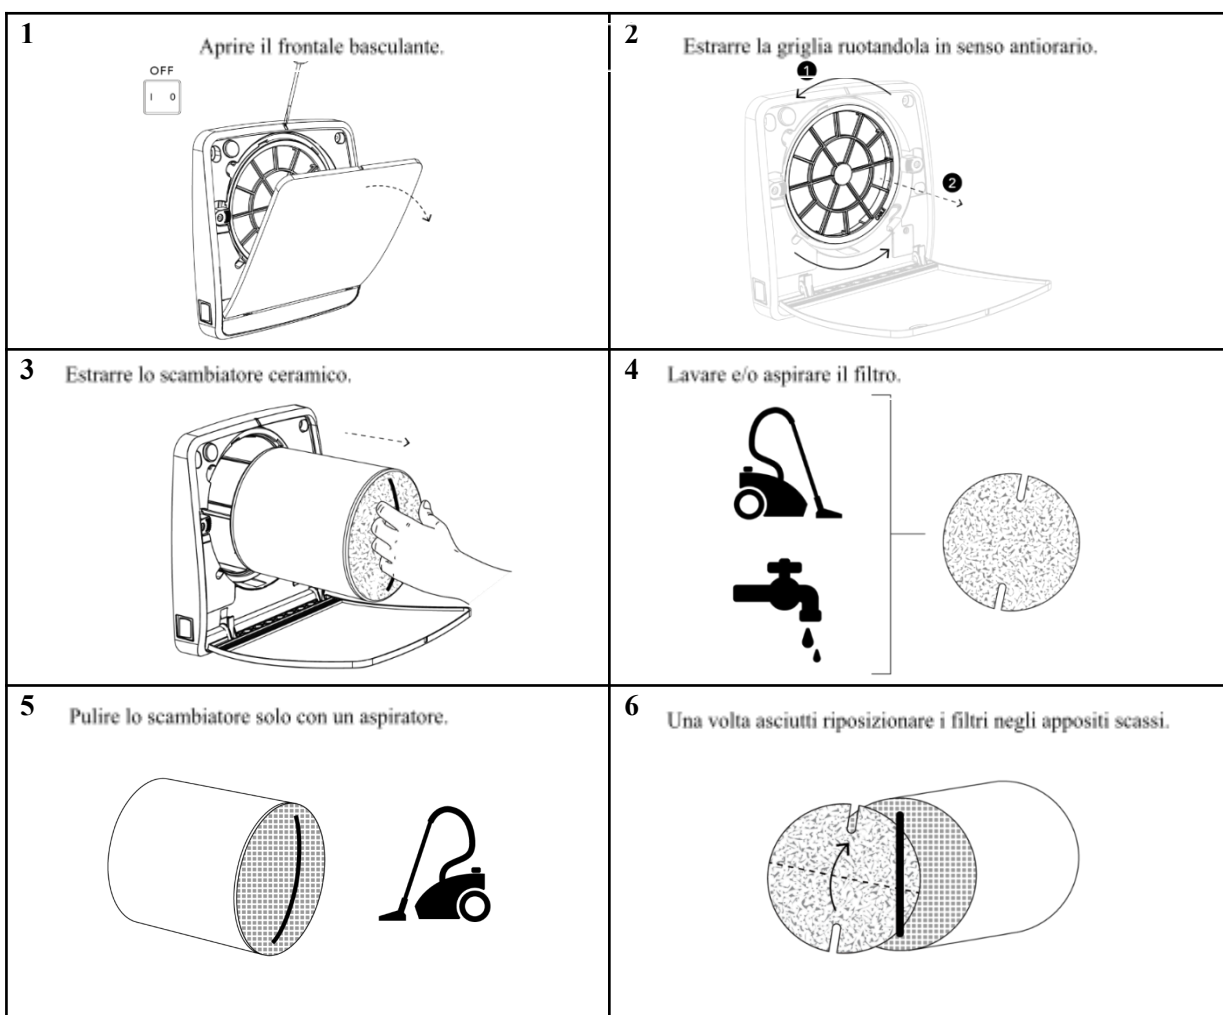 1
Aprire il frontale basculante.
OFF
I O
2
Estrarre la griglia ruotandola in senso antiorario.
1
2
3
Estrarre lo scambiatore ceramico.
4
Lavare e/o aspirare il filtro.
5
Pulire lo scambiatore solo con un aspiratore.
6
Una volta asciutti riposizionare i filtri negli appositi scassi.